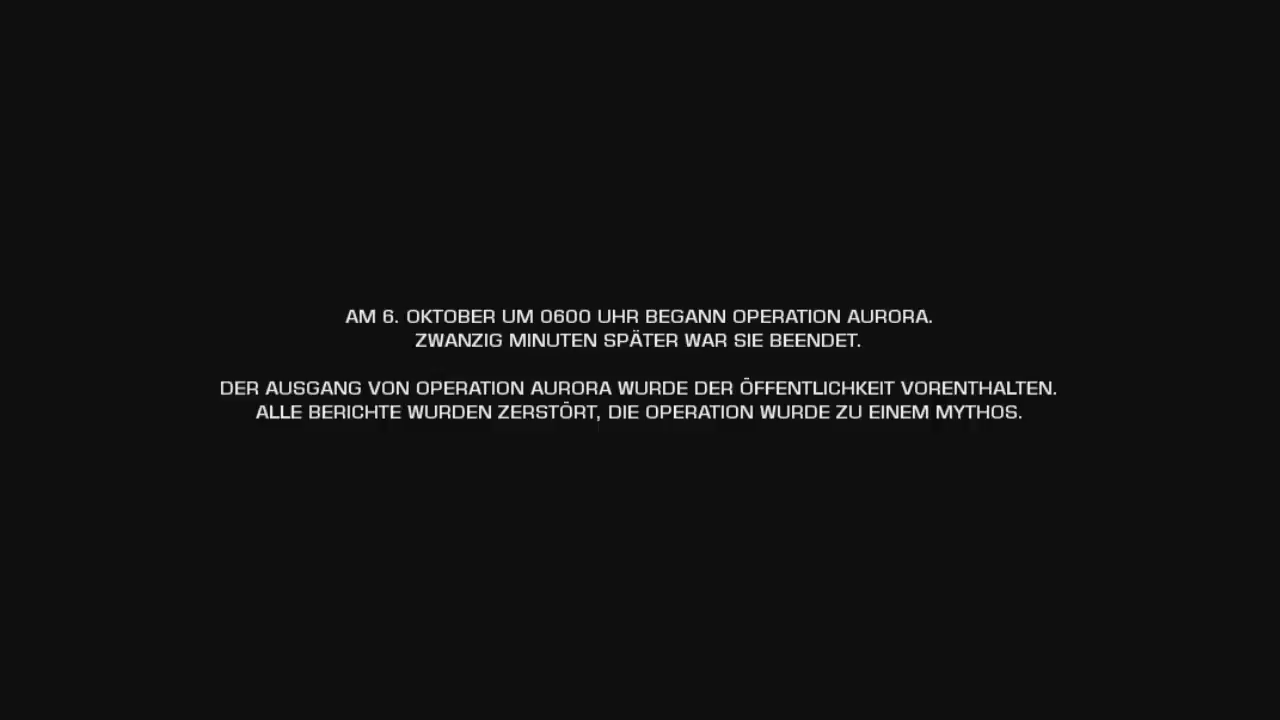 AM 6. OKTOBER UM 0600 UHR BEGANN OPERATION AURORA.
ZWANZIG MINUTEN SPÄTER WAR SIE BEENDET.
DER AUSGANG VON OPERATION AURORA WURDE DER ÖFFENTLICHKEIT VORENTHALTEN.
ALLE BERICHTE WURDEN ZERSTÖRT, DIE OPERATION WURDE ZU EINEM MYTHOS.